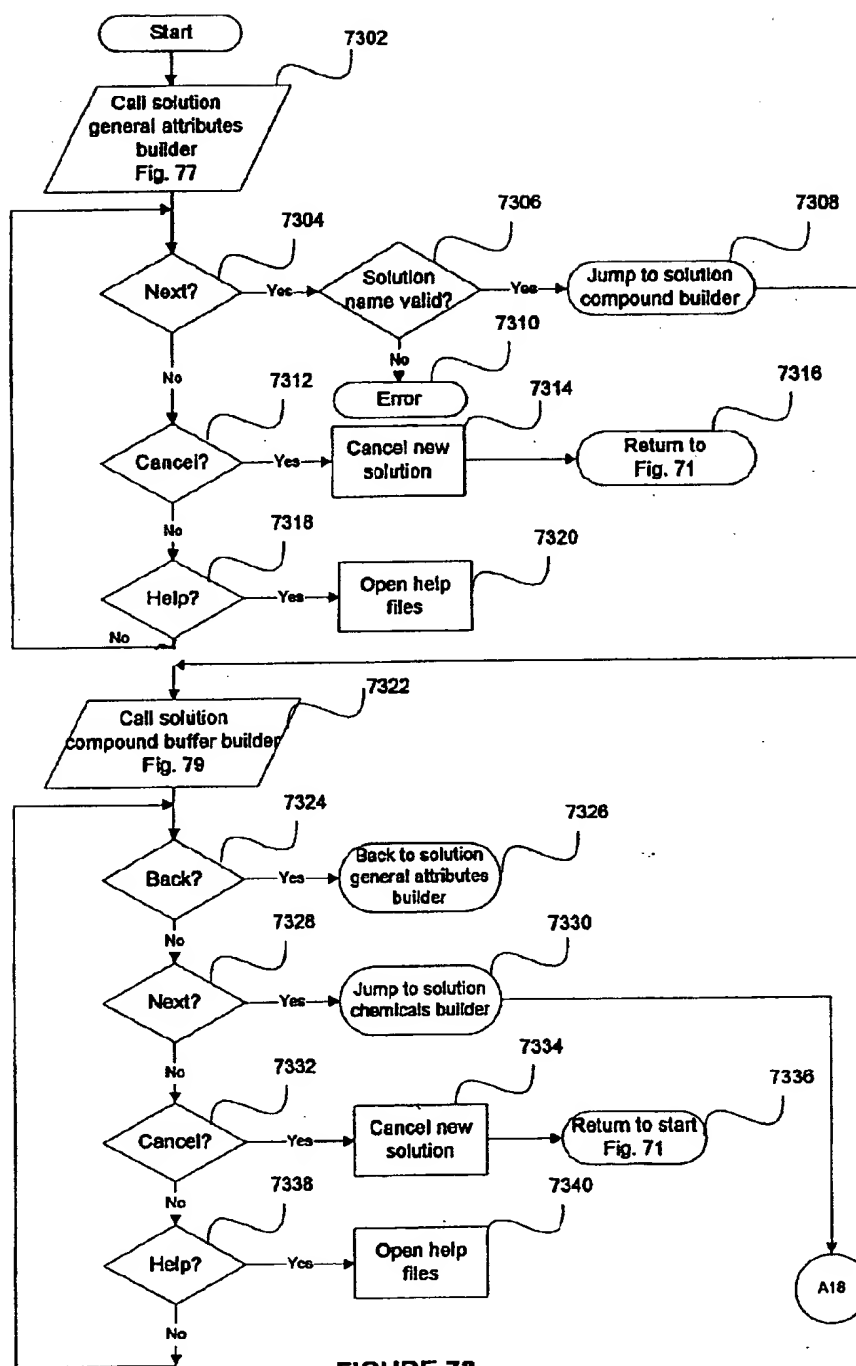 Start
7302
Call solution
general attributes
builder
Fig. 77
7304
7306
7308
Next?
Yes
Solution
name valid?
Yes
Jump to solution
compound builder
No
No
7310
Error
7312
7314
7316
Cancel?
Yes
Cancel new
solution
Return to
Fig. 71
No
7318
7320
Help?
Yes
Open help
files
No
7322
Call solution
compound buffer builder
Fig. 79
7324
7326
Back?
Yes
Back to solution
general attributes
builder
No
7328
7330
Next?
Yes
Jump to solution
chemicals builder
No
7332
7334
7336
Cancel?
Yes
Cancel new
solution
Return to start
Fig. 71
No
7338
7340
Help?
Yes
Open help
files
A18
No
FIGURE